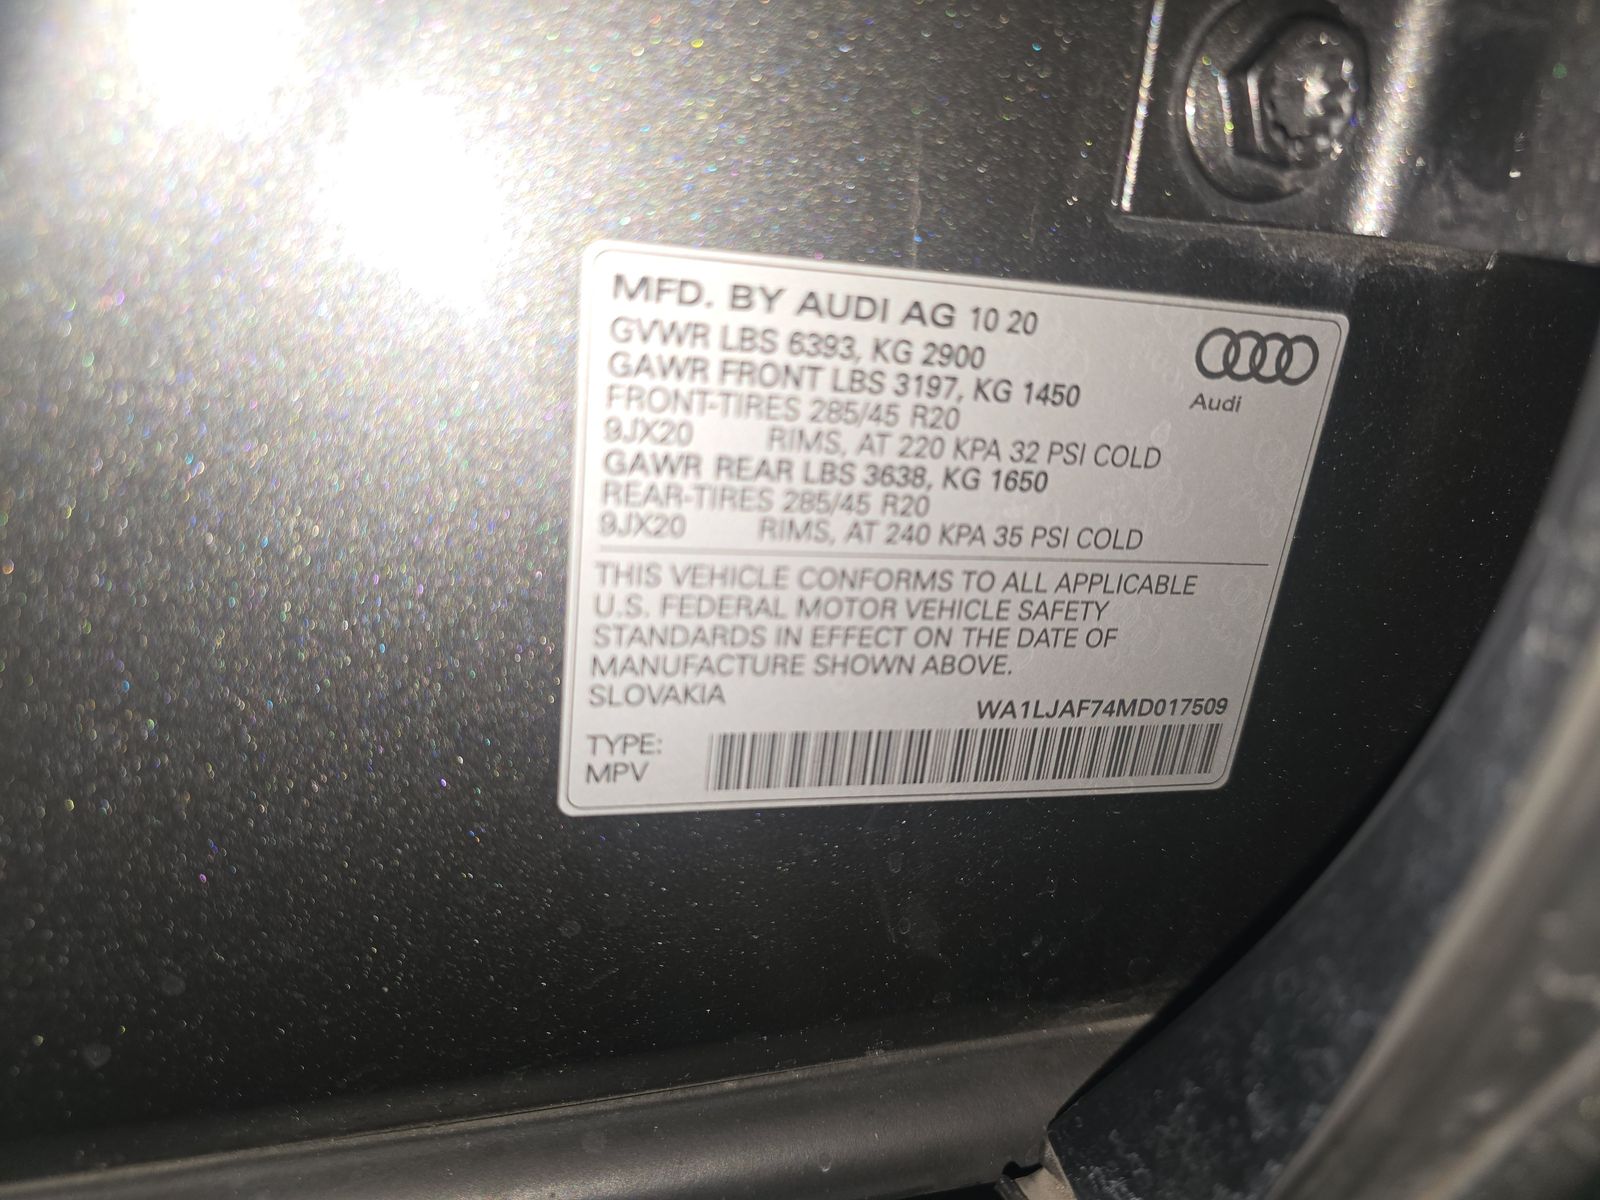 MFD. BY AUDI AG 10 20
GVWR LBS 6393, KG 2900
GAWR FRONT LBS 3197, KG 1450
FRONT-TIRES 285/45 R20
9JX20 RIMS, AT 220 KPA 32 PSI COLD
GAWR REAR LBS 3638, KG 1650
REAR-TIRES 285/45 R20
9JX20 RIMS, AT 240 KPA 35 PSI COLD
Audi
THIS VEHICLE CONFORMS TO ALL APPLICABLE
U.S. FEDERAL MOTOR VEHICLE SAFETY
STANDARDS IN EFFECT ON THE DATE OF
MANUFACTURE SHOWN ABOVE.
SLOVAKIA
WA1LJAF74MD017509
TYPE:
MPV